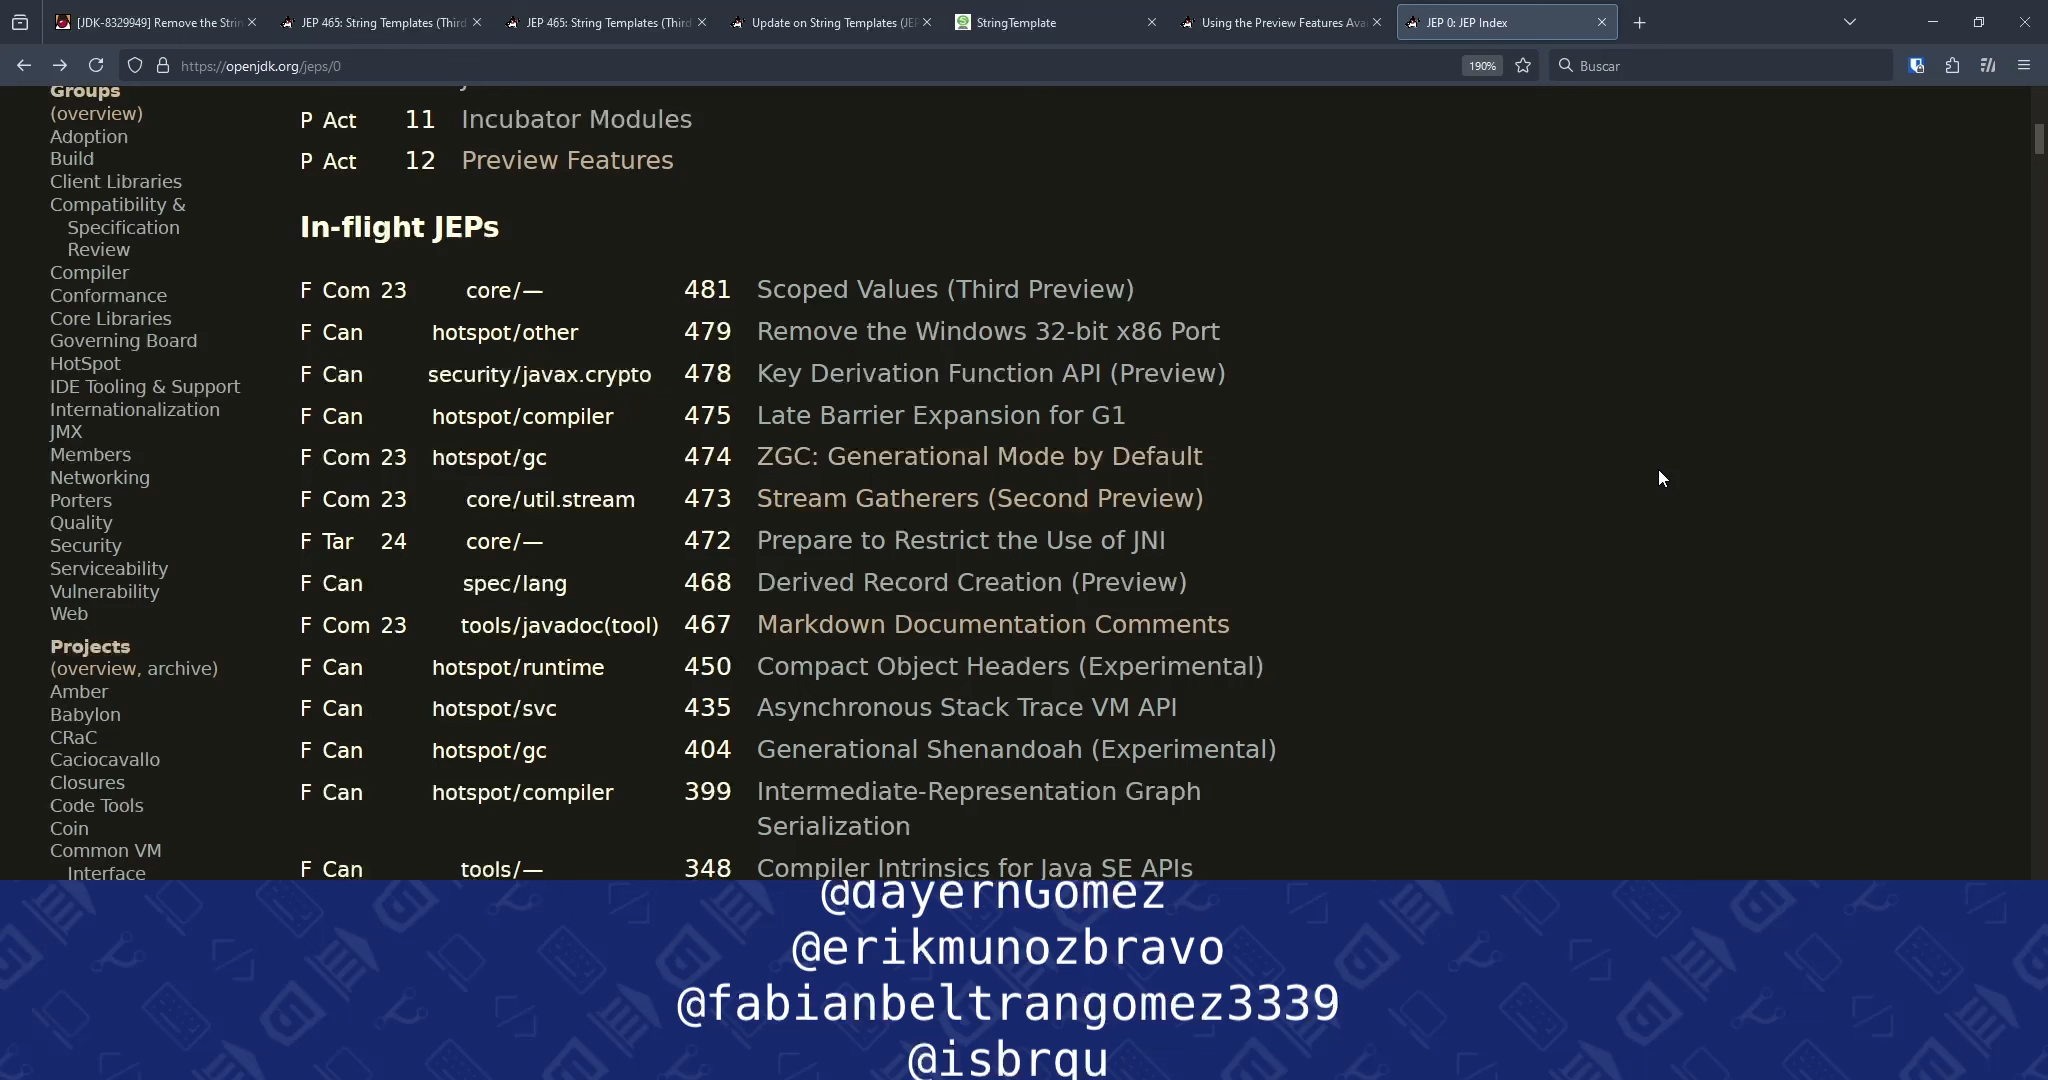 [JDK-8329949] Remove the Strin
JEP 465: String Templates (Third
JEP 465: String Templates (Third
Update on String Templates (JEP
StringTemplate
Using the Preview Features Ava
JEP 0: JEP Index
https://openjdk.org/jeps/0
190%
Buscar
Groups
(overview)
Adoption
Build
Client Libraries
Compatibility &
Specification
Review
Compiler
Conformance
Core Libraries
Governing Board
HotSpot
IDE Tooling & Support
Internationalization
JMX
Members
Networking
Porters
Quality
Security
Serviceability
Vulnerability
Web
Projects
(overview, archive)
Amber
Babylon
CRaC
Caciocavallo
Closures
Code Tools
Coin
Common VM
Interface
P Act 11 Incubator Modules
P Act 12 Preview Features
In-flight JEPs
F Com 23 core/— 481 Scoped Values (Third Preview)
F Can hotspot/other 479 Remove the Windows 32-bit x86 Port
F Can security/javax.crypto 478 Key Derivation Function API (Preview)
F Can hotspot/compiler 475 Late Barrier Expansion for G1
F Com 23 hotspot/gc 474 ZGC: Generational Mode by Default
F Com 23 core/util.stream 473 Stream Gatherers (Second Preview)
F Tar 24 core/— 472 Prepare to Restrict the Use of JNI
F Can spec/lang 468 Derived Record Creation (Preview)
F Com 23 tools/javadoc(tool) 467 Markdown Documentation Comments
F Can hotspot/runtime 450 Compact Object Headers (Experimental)
F Can hotspot/svc 435 Asynchronous Stack Trace VM API
F Can hotspot/gc 404 Generational Shenandoah (Experimental)
F Can hotspot/compiler 399 Intermediate-Representation Graph
Serialization
F Can tools/— 348 Compiler Intrinsics for Java SE APIs
@dayernGomez
@erikmunozbravo
@fabianbeltrangomez3339
@isbrqu